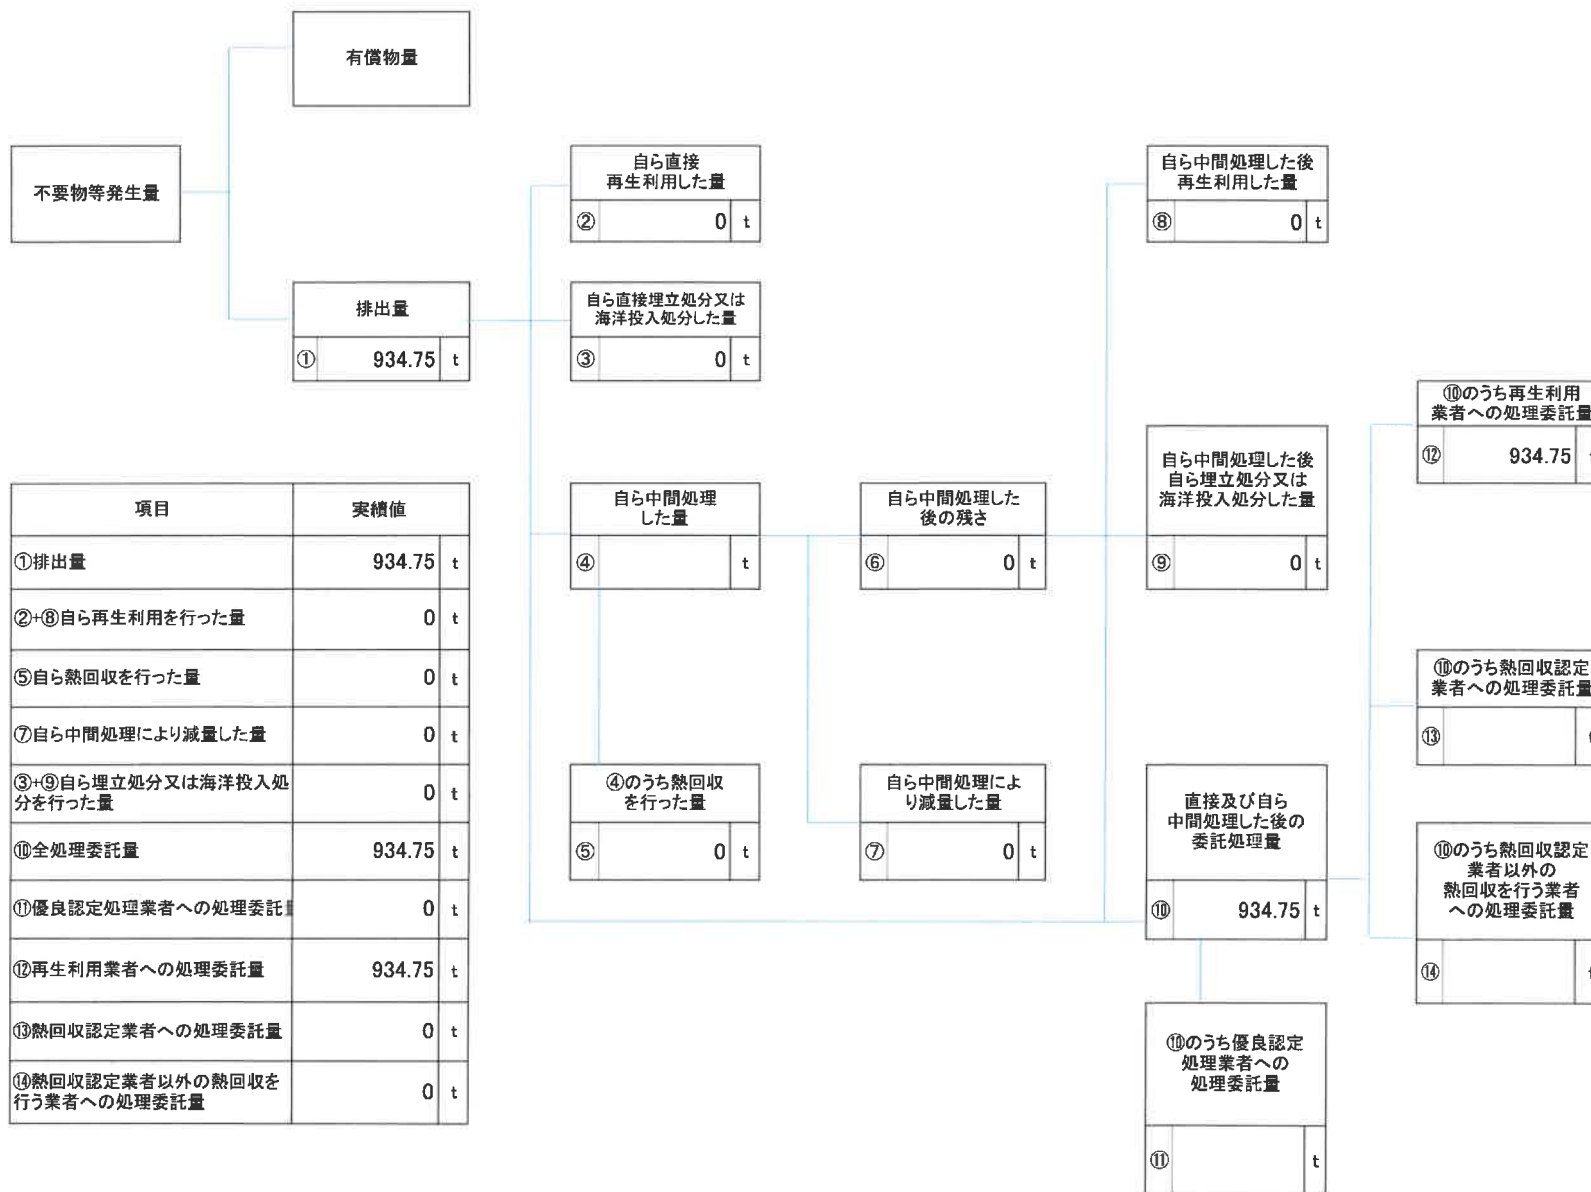 有償物量
不要物等発生量
排出量
① 934.75 t
自ら直接
再生利用した量
② 0 t
自ら直接埋立処分又は
海洋投入処分した量
③ 0 t
自ら中間処理
した量
④ t
④のうち熱回収
を行った量
⑤ 0 t
自ら中間処理した
後の残さ
⑥ 0 t
自ら中間処理によ
り減量した量
⑦ 0 t
自ら中間処理した後
再生利用した量
⑧ 0 t
自ら中間処理した後
自ら埋立処分又は
海洋投入処分した量
⑨ 0 t
直接及び自ら
中間処理した後の
委託処理量
⑩ 934.75 t
⑩のうち優良認定
処理業者への
処理委託量
⑪ t
⑩のうち再生利用
業者への処理委託量
⑫ 934.75
⑩のうち熱回収認定
業者への処理委託量
⑬
⑩のうち熱回収認定
業者以外の
熱回収を行う業者
への処理委託量
⑭
項目 実績値
①排出量 934.75 t
②+⑧自ら再生利用を行った量 0 t
⑤自ら熱回収を行った量 0 t
⑦自ら中間処理により減量した量 0 t
③+⑨自ら埋立処分又は海洋投入処
分を行った量 0 t
⑩全処理委託量 934.75 t
⑪優良認定処理業者への処理委託 0 t
⑫再生利用業者への処理委託量 934.75 t
⑬熱回収認定業者への処理委託量 0 t
⑭熱回収認定業者以外の熱回収を
行う業者への処理委託量 0 t